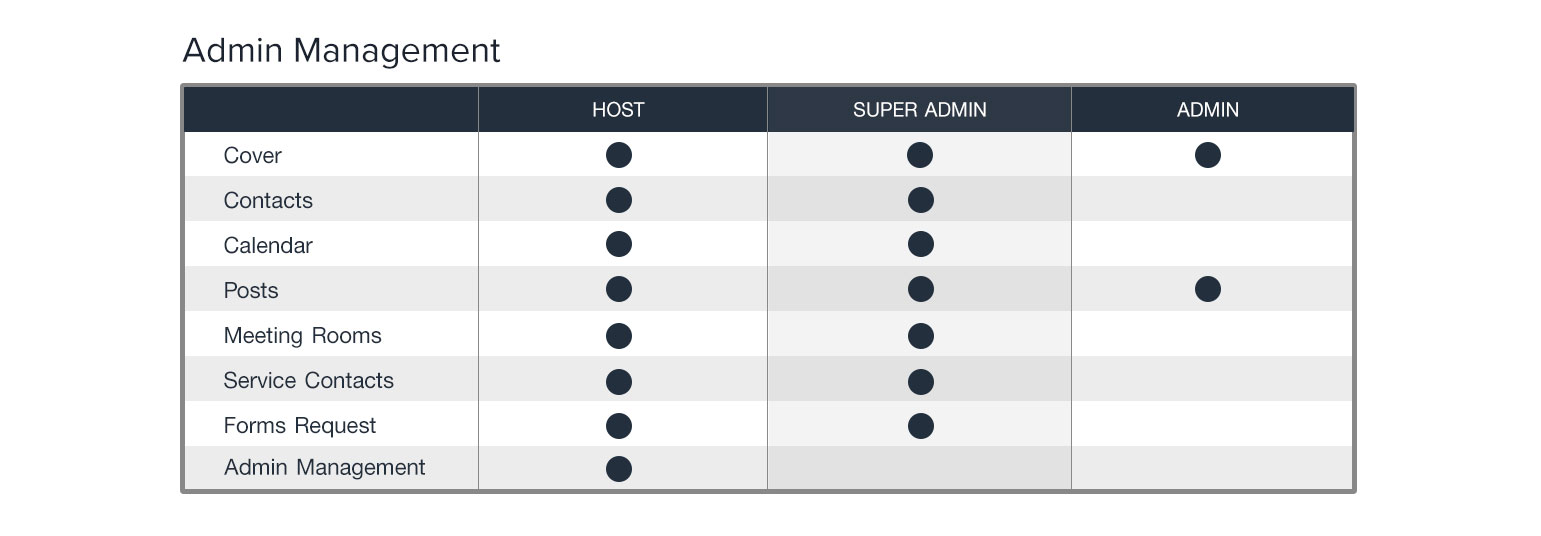 Admin Management
HOST SUPER ADMIN ADMIN
Cover
Contacts
Calendar
Posts
Meeting Rooms
Service Contacts
Forms Request
Admin Management